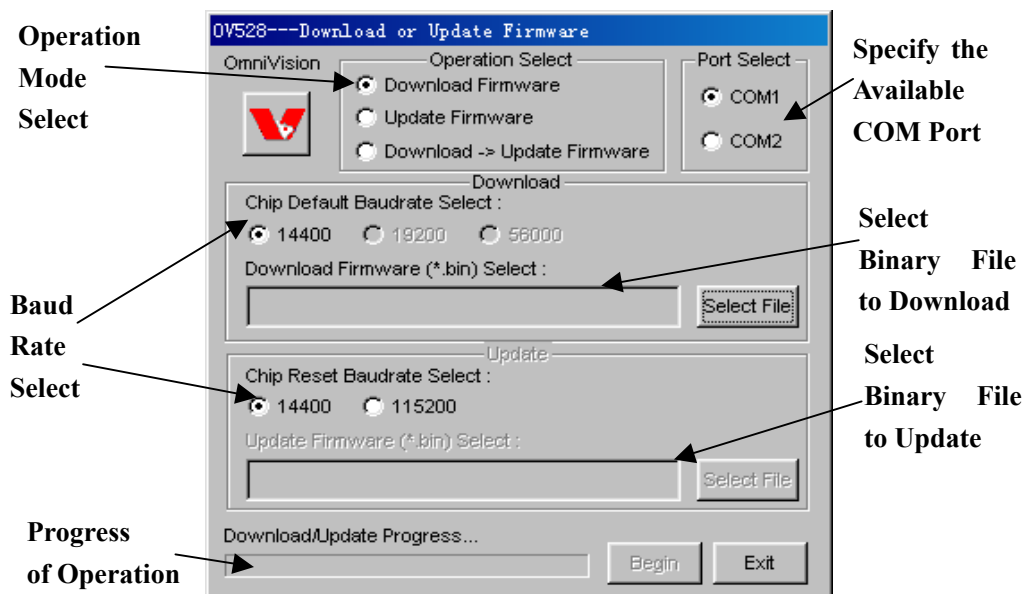 Operation
Mode
Select
OV528---Download or Update Firmware
OmniVision
Operation Select
Download Firmware
Update Firmware
Download -> Update Firmware
Port Select
COM1
COM2
Specify the
Available
COM Port
Download
Chip Default Baudrate Select :
14400 19200 56000
Download Firmware (*.bin) Select :
Select File
Select
Binary File
to Download
Baud
Rate
Select
Update
Chip Reset Baudrate Select :
14400 115200
Update Firmware (*.bin) Select :
Select File
Select
Binary File
to Update
Progress
of Operation
Download/Update Progress...
Begin
Exit